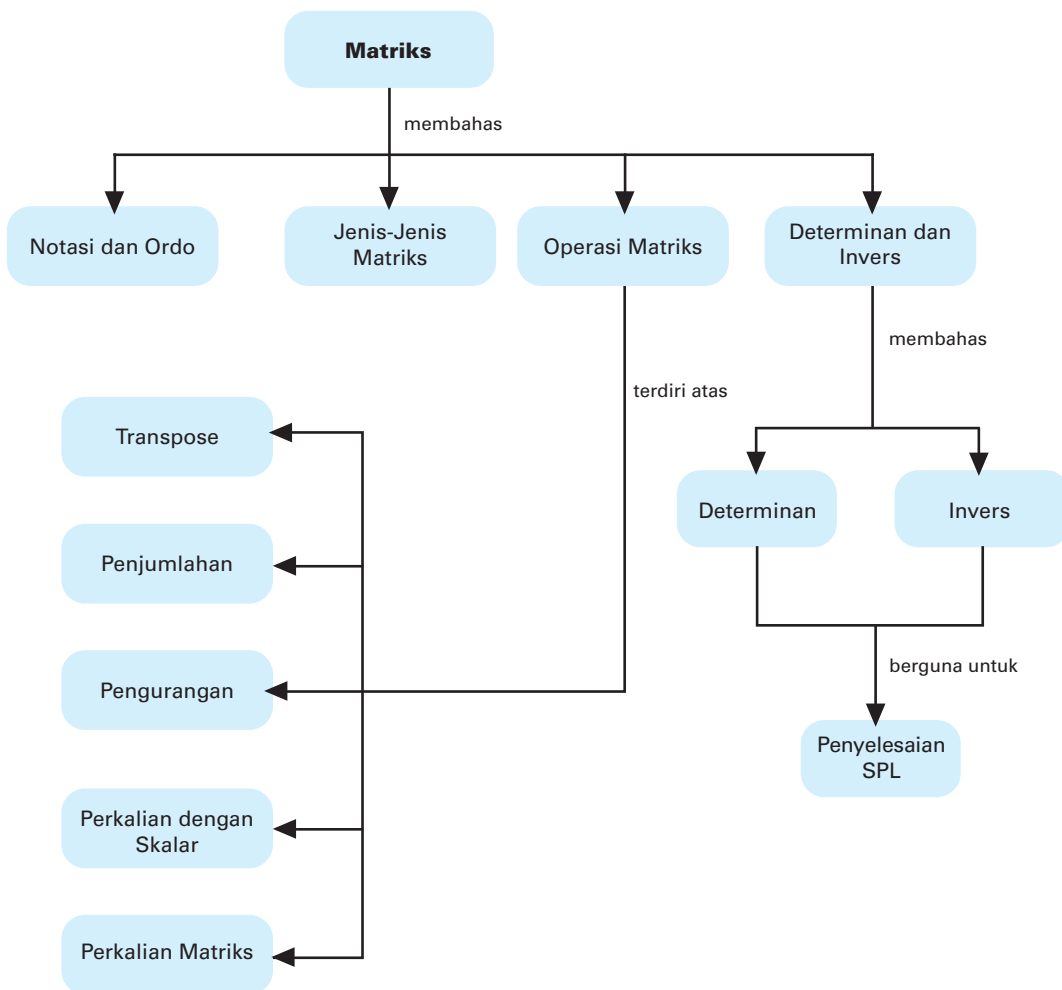 Matriks
membahas
Notasi dan Ordo
Jenis-Jenis
Matriks
Operasi Matriks
Determinan dan
Invers
membahas
terdiri atas
Transpose
Penjumlahan
Pengurangan
Perkalian dengan
Skalar
Perkalian Matriks
Determinan
Invers
berguna untuk
Penyelesaian
SPL